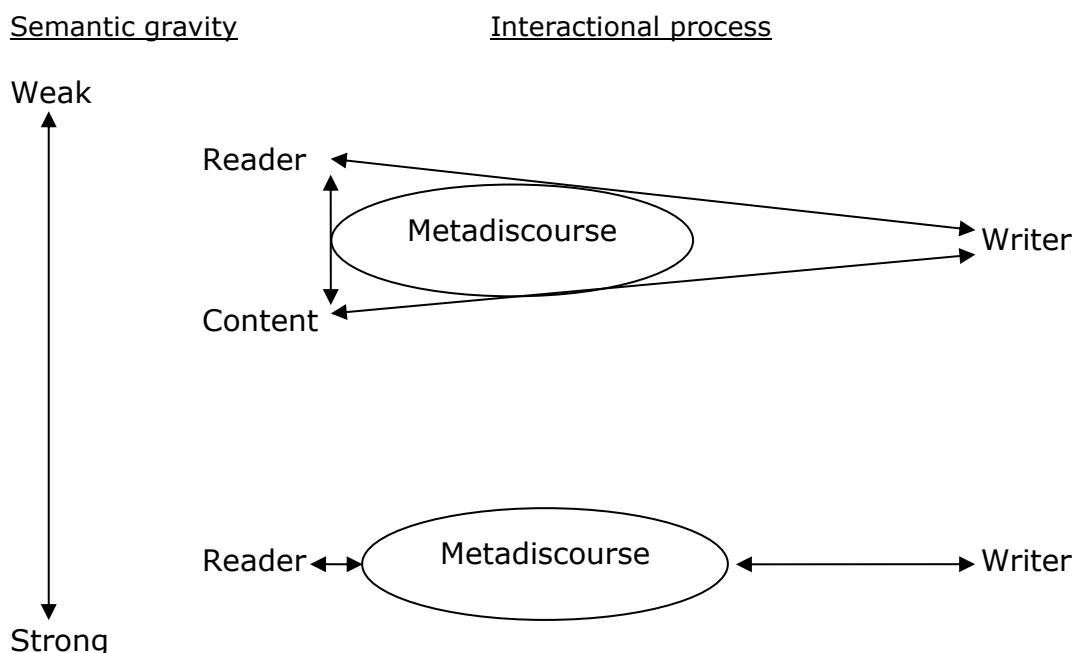 Semantic gravity Interactional process
Weak
Reader
Metadiscourse
Writer
Content
Reader Metadiscourse Writer
Strong